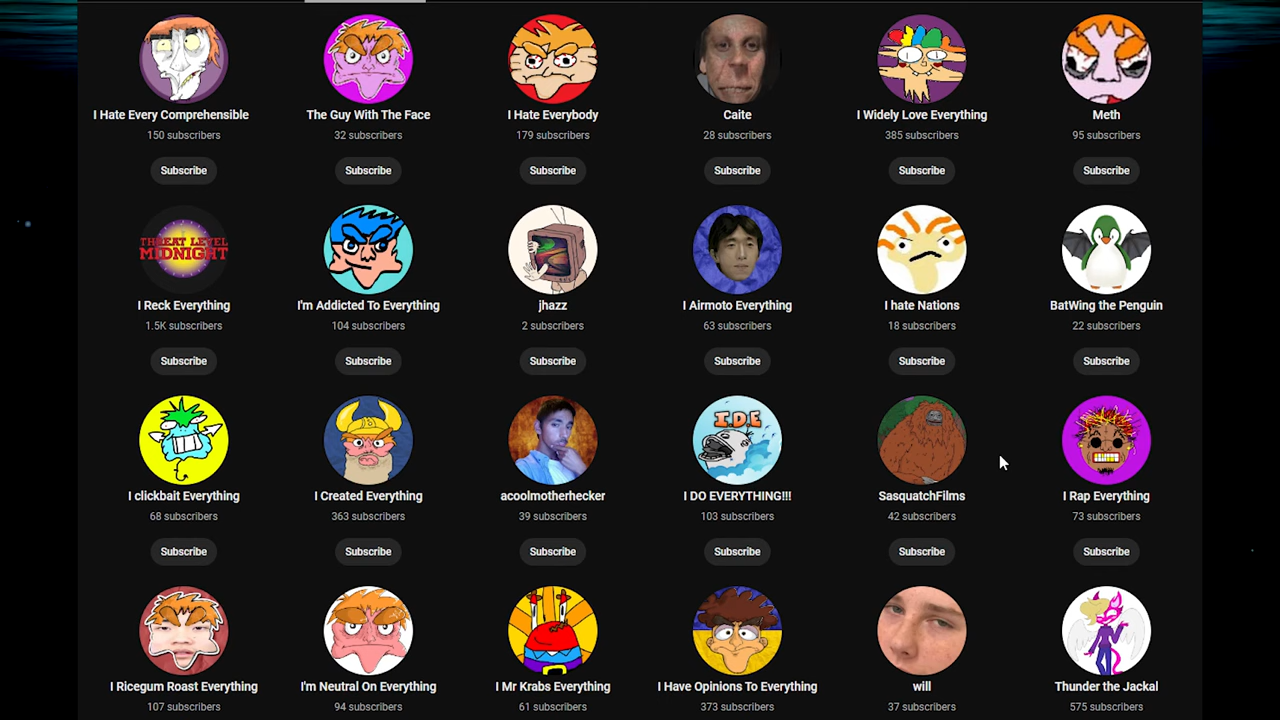 I Hate Every Comprehensible
150 subscribers
Subscribe
The Guy With The Face
32 subscribers
Subscribe
I Hate Everybody
179 subscribers
Subscribe
Caite
28 subscribers
Subscribe
I Widely Love Everything
385 subscribers
Subscribe
Meth
95 subscribers
Subscribe
THREAT LEVEL
MIDNIGHT
I Reck Everything
1.5K subscribers
Subscribe
I'm Addicted To Everything
104 subscribers
Subscribe
jhazz
2 subscribers
Subscribe
I Airmoto Everything
63 subscribers
Subscribe
I hate Nations
18 subscribers
Subscribe
BatWing the Penguin
22 subscribers
Subscribe
I clickbait Everything
68 subscribers
Subscribe
I Created Everything
363 subscribers
Subscribe
acoolmotherhecker
39 subscribers
Subscribe
I.D.E
I DO EVERYTHING!!!
103 subscribers
Subscribe
SasquatchFilms
42 subscribers
Subscribe
I Rap Everything
73 subscribers
Subscribe
I Ricegum Roast Everything
107 subscribers
I'm Neutral On Everything
94 subscribers
I Mr Krabs Everything
61 subscribers
I Have Opinions To Everything
373 subscribers
will
37 subscribers
Thunder the Jackal
575 subscribers